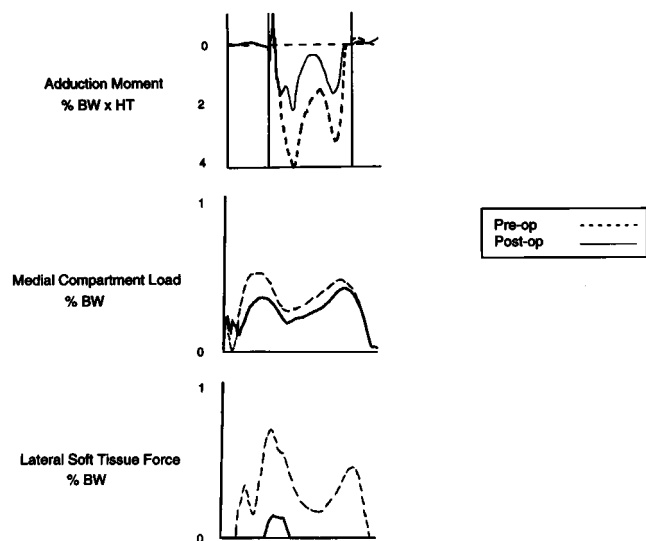 0
Adduction Moment
% BW x HT
2
4
1
Pre-op
Post-op
Medial Compartment Load
% BW
0
1
Lateral Soft Tissue Force
% BW
0